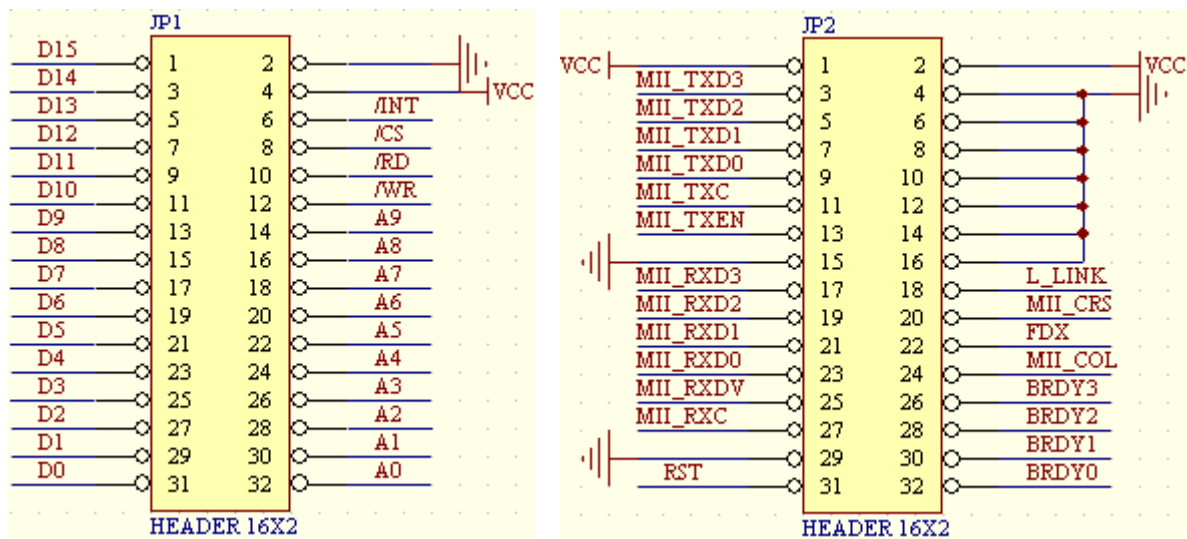 JP1
D15 1 2
D14 3 4 VCC
D13 5 6 /INT
D12 7 8 /CS
D11 9 10 /RD
D10 11 12 /WR
D9 13 14 A9
D8 15 16 A8
D7 17 18 A7
D6 19 20 A6
D5 21 22 A5
D4 23 24 A4
D3 25 26 A3
D2 27 28 A2
D1 29 30 A1
D0 31 32 A0
HEADER 16X2
JP2
VCC 1 2 VCC
MII_TXD3 3 4
MII_TXD2 5 6
MII_TXD1 7 8
MII_TXD0 9 10
MII_TXC 11 12
MII_TXEN 13 14
15 16
MII_RXD3 17 18 L_LINK
MII_RXD2 19 20 MII_CRS
MII_RXD1 21 22 FDX
MII_RXD0 23 24 MII_COL
MII_RXDV 25 26 BRDY3
MII_RXC 27 28 BRDY2
29 30 BRDY1
RST 31 32 BRDY0
HEADER 16X2